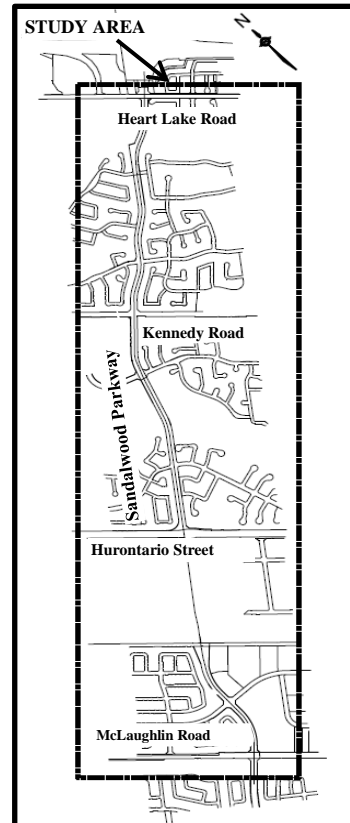 N
STUDY AREA
Heart Lake Road
Kennedy Road
Sandalwood Parkway
Hurontario Street
McLaughlin Road